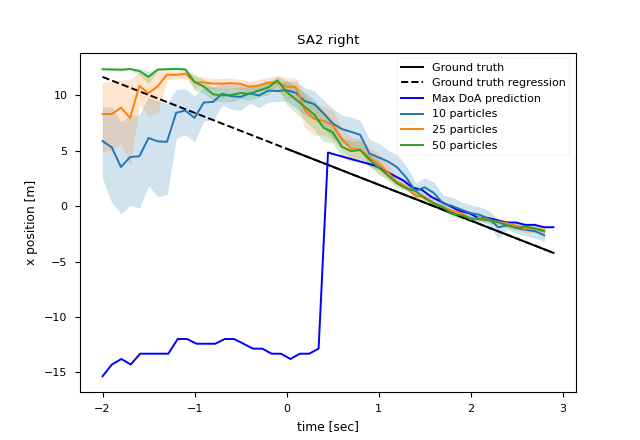 SA2 right
Ground truth
Ground truth regression
Max DoA prediction
10 particles
25 particles
50 particles
10
5
0
−5
−10
−15
x position [m]
−2
−1
0
1
2
3
time [sec]